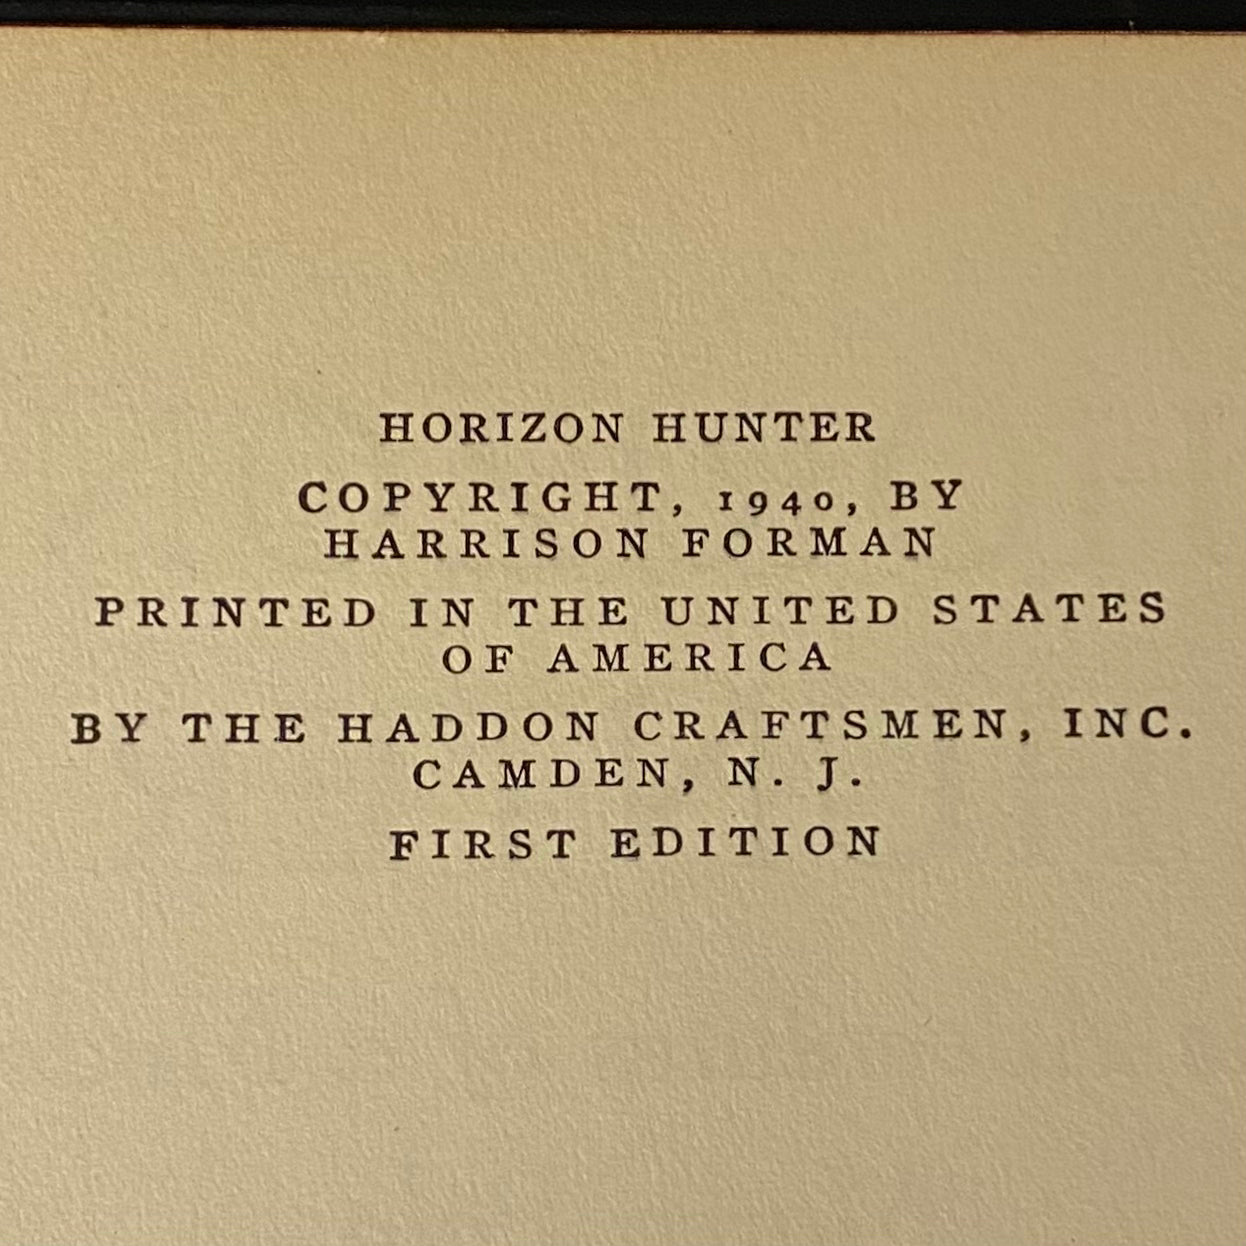 HORIZON HUNTER
COPYRIGHT, 1940, BY
HARRISON FORMAN
PRINTED IN THE UNITED STATES
OF AMERICA
BY THE HADDON CRAFTSMEN, INC.
CAMDEN, N. J.
FIRST EDITION